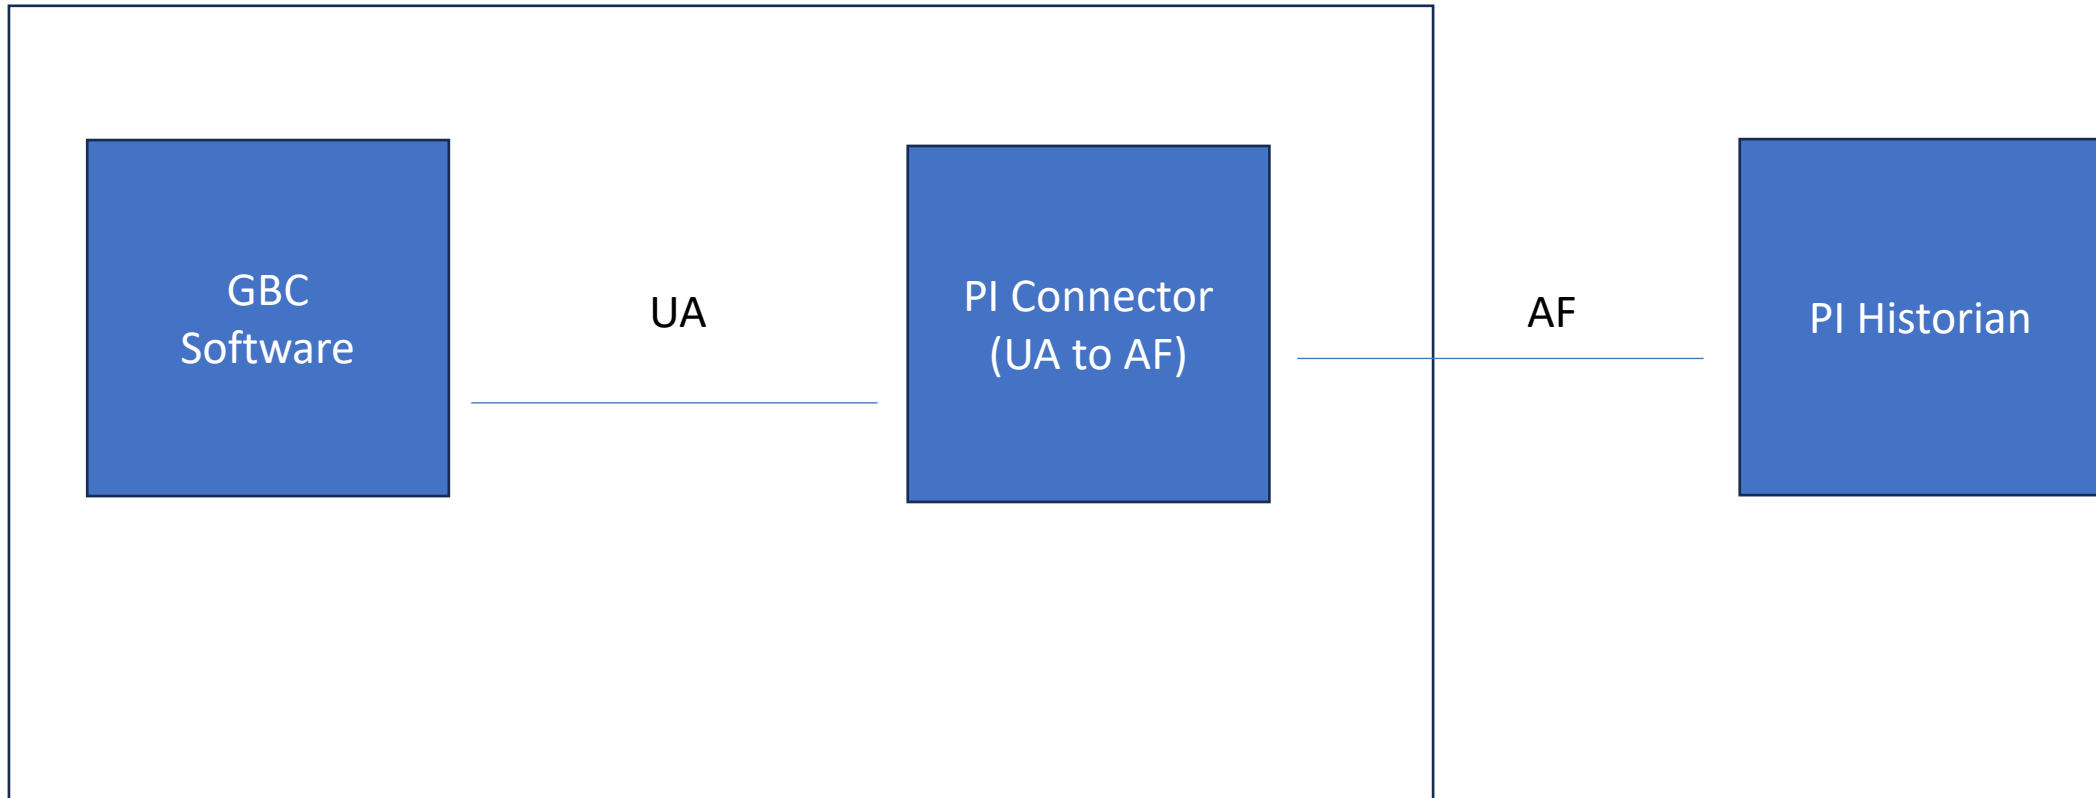 GBC
Software
UA
PI Connector
(UA to AF)
AF
PI Historian